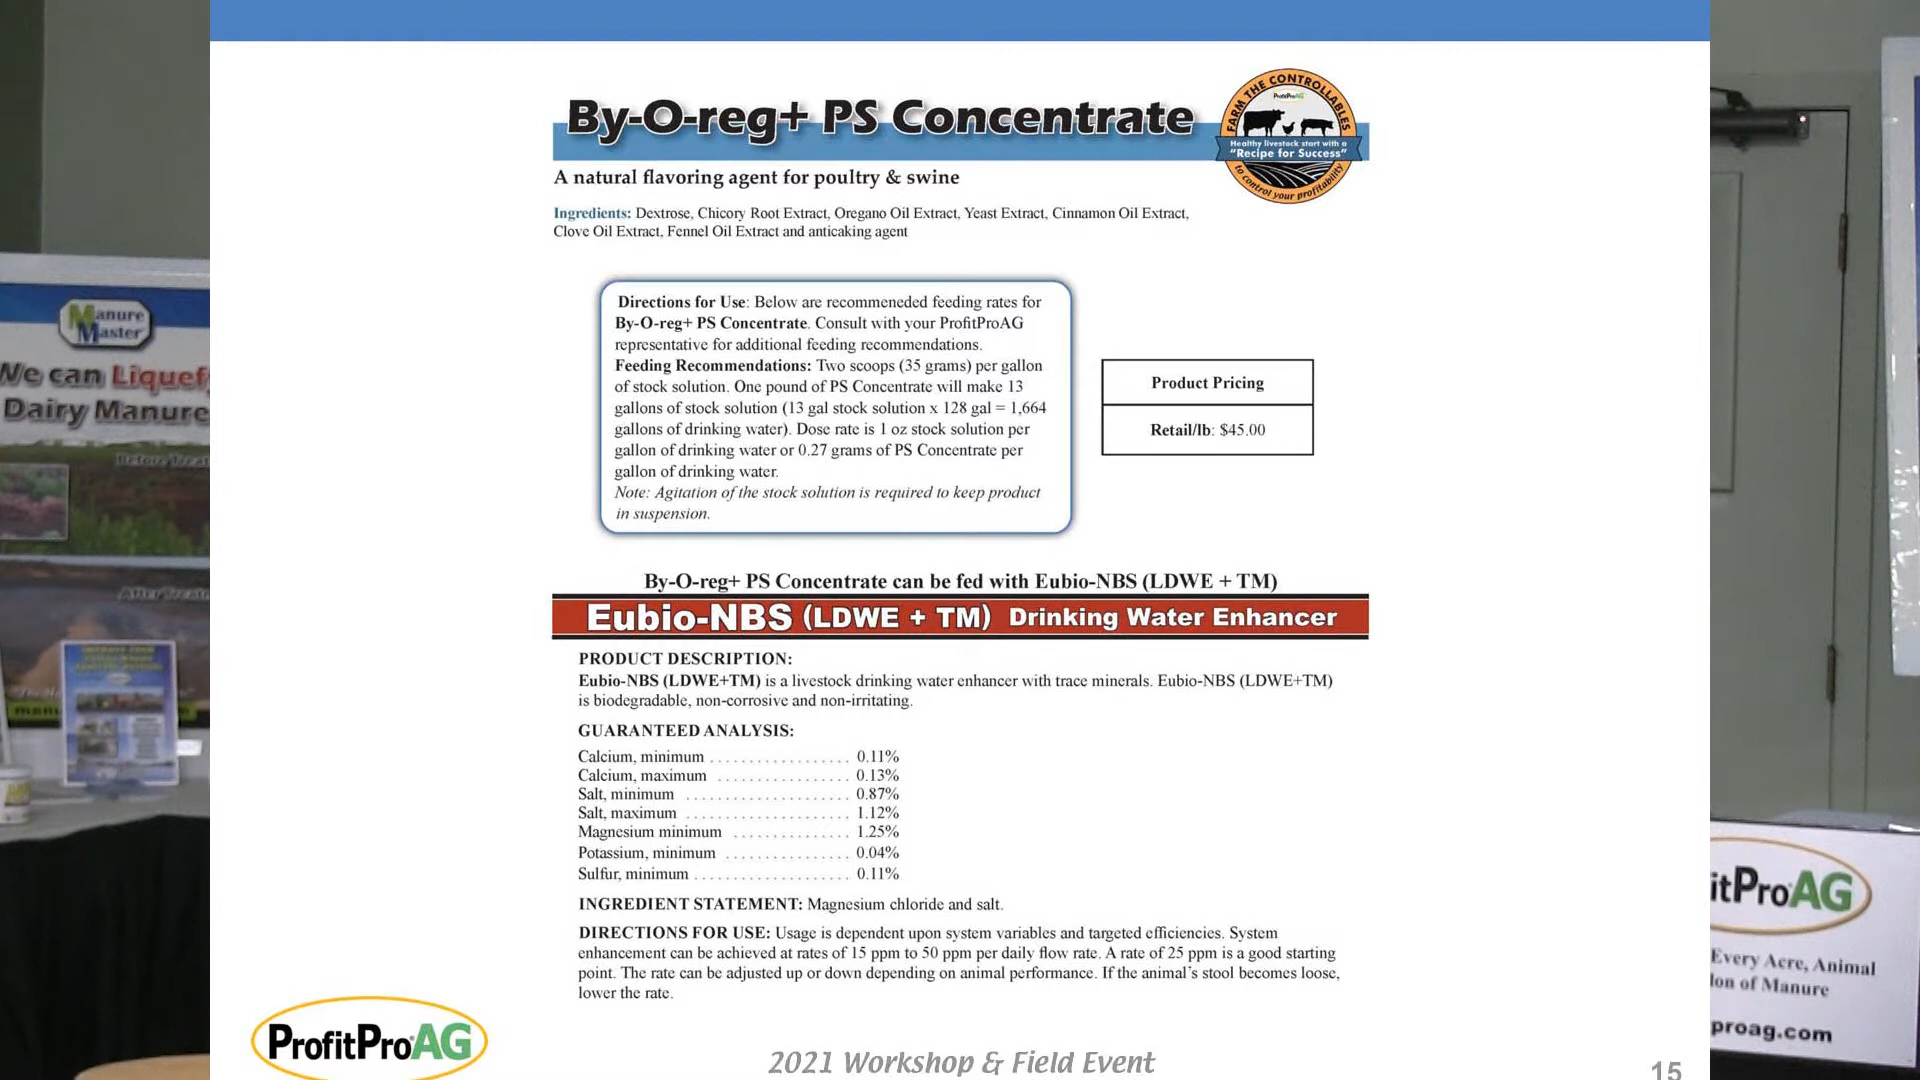 By-O-reg+ PS Concentrate
FARM THE CONTROLLABLES
ProfitProAG
Healthy livestock start with a
"Recipe for Success"
to control your profitability
A natural flavoring agent for poultry & swine
Ingredients: Dextrose, Chicory Root Extract, Oregano Oil Extract, Yeast Extract, Cinnamon Oil Extract,
Clove Oil Extract, Fennel Oil Extract and anticaking agent
Directions for Use: Below are recommeneded feeding rates for
By-O-reg+ PS Concentrate. Consult with your ProfitProAG
representative for additional feeding recommendations.
Feeding Recommendations: Two scoops (35 grams) per gallon
of stock solution. One pound of PS Concentrate will make 13
gallons of stock solution (13 gal stock solution x 128 gal = 1,664
gallons of drinking water). Dose rate is 1 oz stock solution per
gallon of drinking water or 0.27 grams of PS Concentrate per
gallon of drinking water.
Note: Agitation of the stock solution is required to keep product
in suspension.
Product Pricing
Retail/lb: $45.00
By-O-reg+ PS Concentrate can be fed with Eubio-NBS (LDWE + TM)
Eubio-NBS (LDWE + TM) Drinking Water Enhancer
PRODUCT DESCRIPTION:
Eubio-NBS (LDWE+TM) is a livestock drinking water enhancer with trace minerals. Eubio-NBS (LDWE+TM)
is biodegradable, non-corrosive and non-irritating.
GUARANTEED ANALYSIS:
Calcium, minimum . . . . . . . . . . . . . . . . . . 0.11%
Calcium, maximum . . . . . . . . . . . . . . . . . 0.13%
Salt, minimum . . . . . . . . . . . . . . . . . . . . . 0.87%
Salt, maximum . . . . . . . . . . . . . . . . . . . . . 1.12%
Magnesium minimum . . . . . . . . . . . . . . . 1.25%
Potassium, minimum . . . . . . . . . . . . . . . . 0.04%
Sulfur, minimum . . . . . . . . . . . . . . . . . . . . 0.11%
INGREDIENT STATEMENT: Magnesium chloride and salt.
DIRECTIONS FOR USE: Usage is dependent upon system variables and targeted efficiencies. System
enhancement can be achieved at rates of 15 ppm to 50 ppm per daily flow rate. A rate of 25 ppm is a good starting
point. The rate can be adjusted up or down depending on animal performance. If the animal's stool becomes loose,
lower the rate.
ProfitProAG
2021 Workshop & Field Event
15
Manure
Master
We can Liquef
Dairy Manure
Before Treat
After Treatm
itProAG
Every Acre, Animal
ion of Manure
proag.com